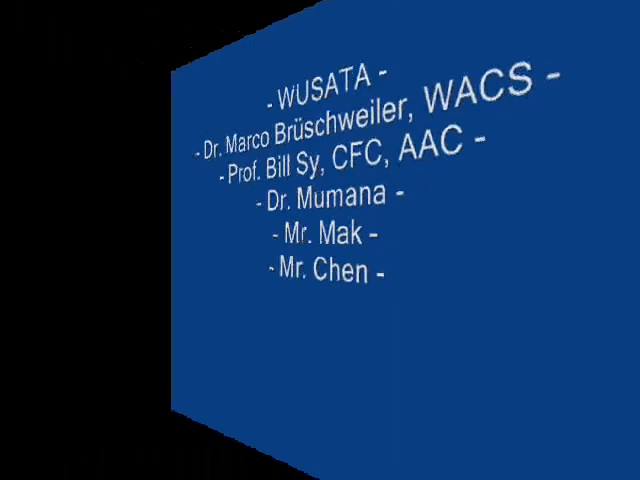 - WUSATA -
- Dr. Marco Brüschweiler, WACS -
- Prof. Bill Sy, CFC, AAC -
- Dr. Mumana -
- Mr. Mak -
- Mr. Chen -